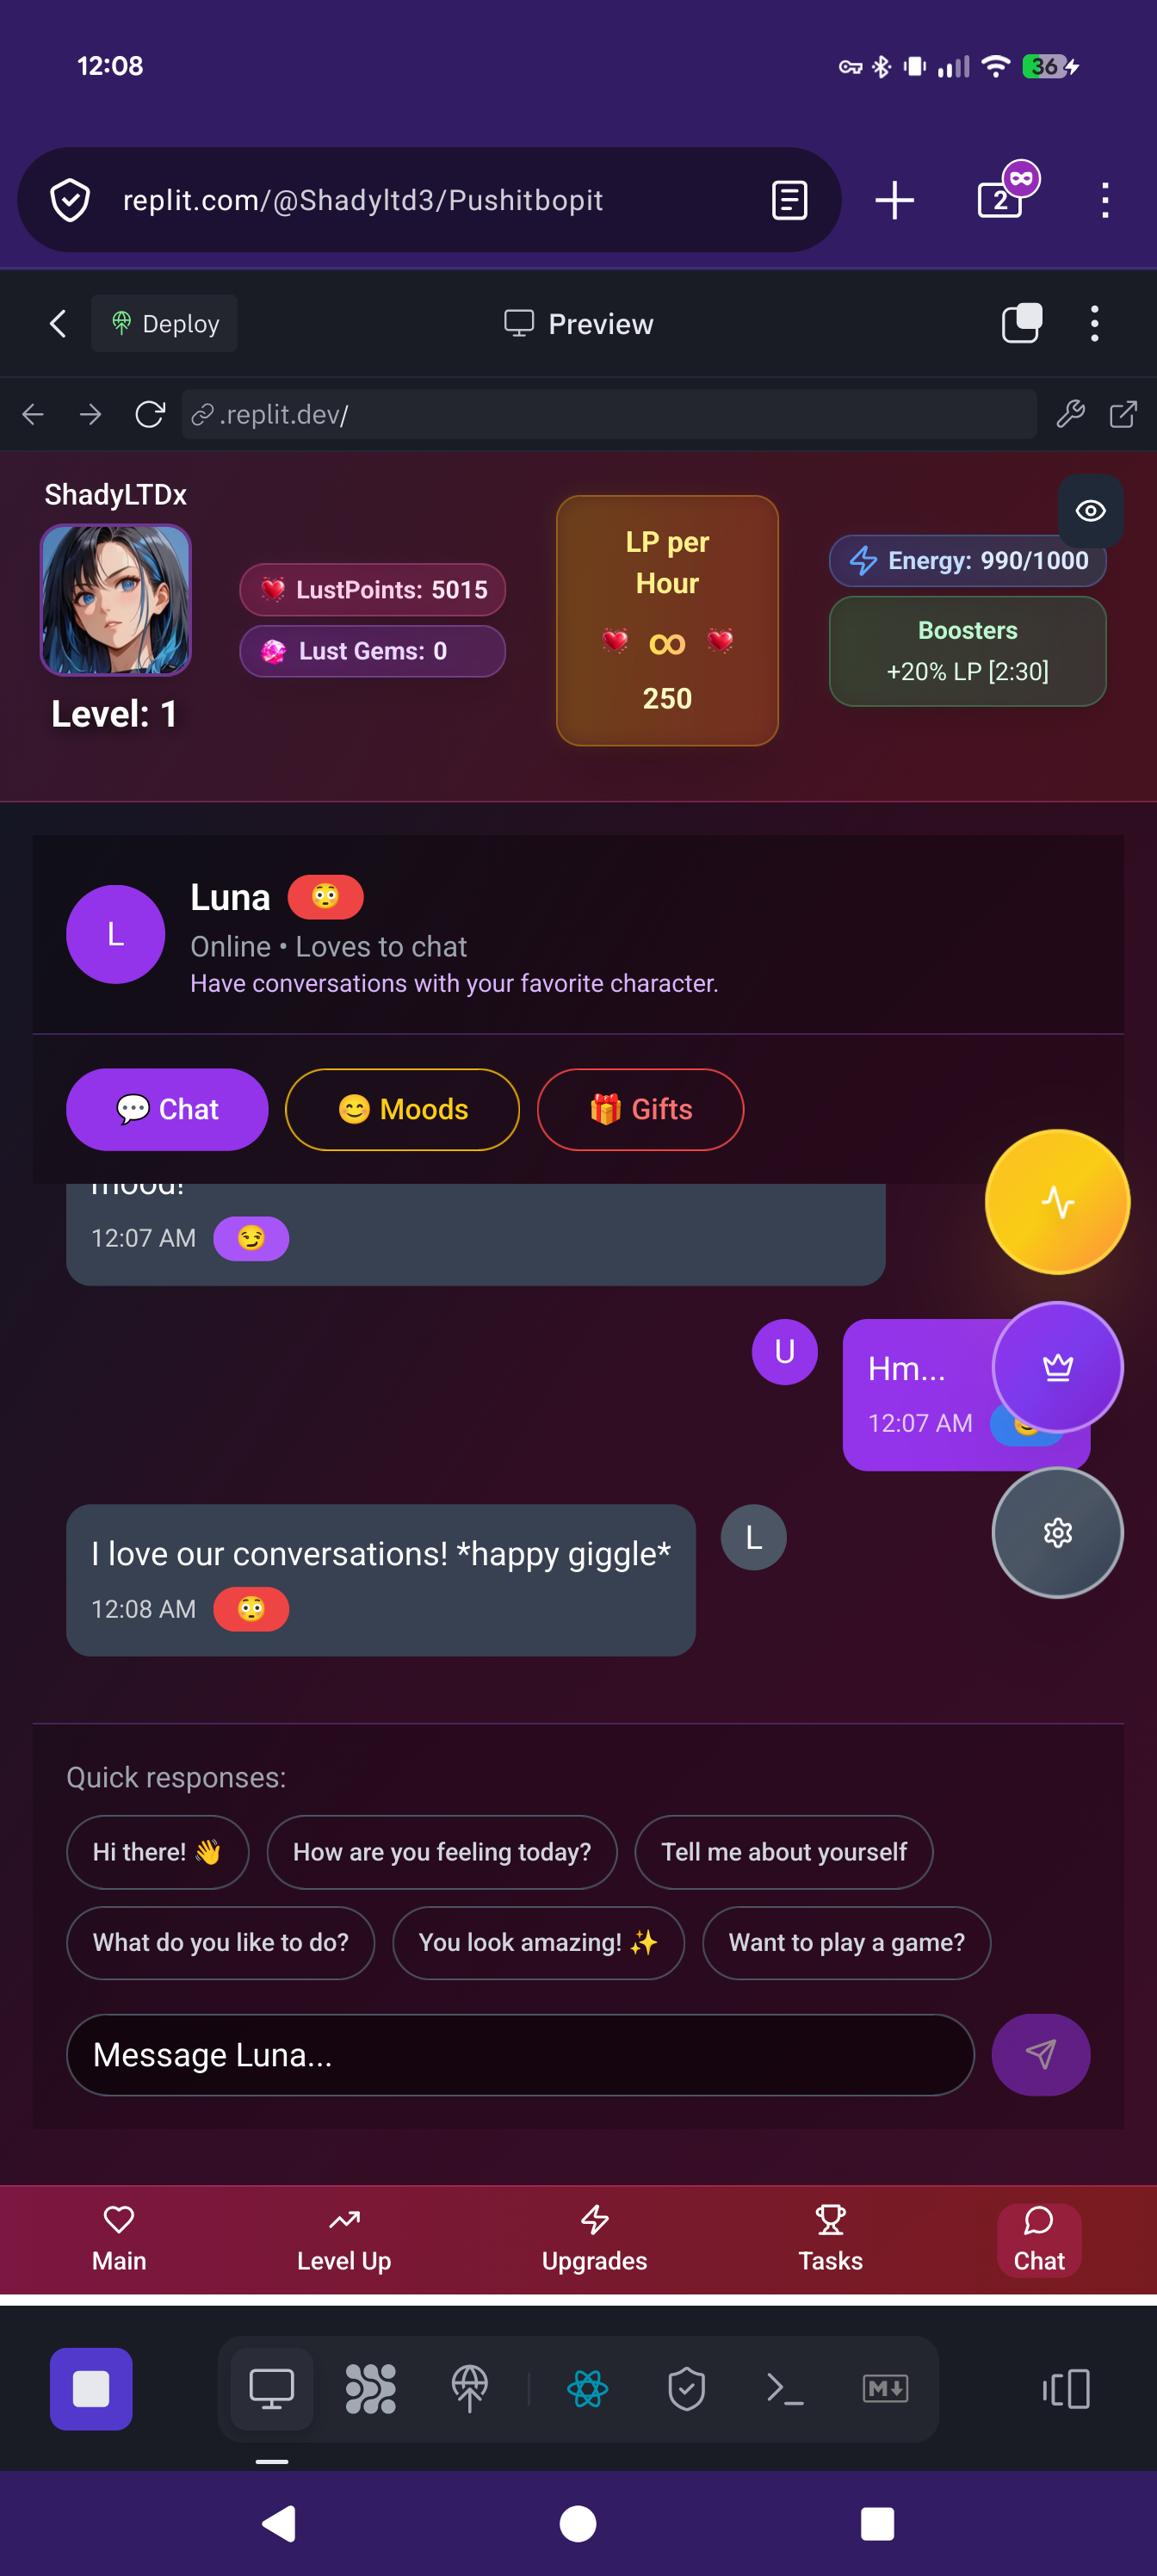 12:08
36
replit.com/@Shadyltd3/Pushitbopit
2
Deploy
Preview
.replit.dev/
ShadyLTDx
Level: 1
LustPoints: 5015
Lust Gems: 0
LP per
Hour
∞
250
Energy: 990/1000
Boosters
+20% LP [2:30]
L
Luna
Online • Loves to chat
Have conversations with your favorite character.
Chat
Moods
Gifts
mood!
12:07 AM
U
Hm...
12:07 AM
I love our conversations! *happy giggle*
12:08 AM
L
Quick responses:
Hi there! 👋
How are you feeling today?
Tell me about yourself
What do you like to do?
You look amazing! ✨
Want to play a game?
Message Luna...
Main
Level Up
Upgrades
Tasks
Chat
M